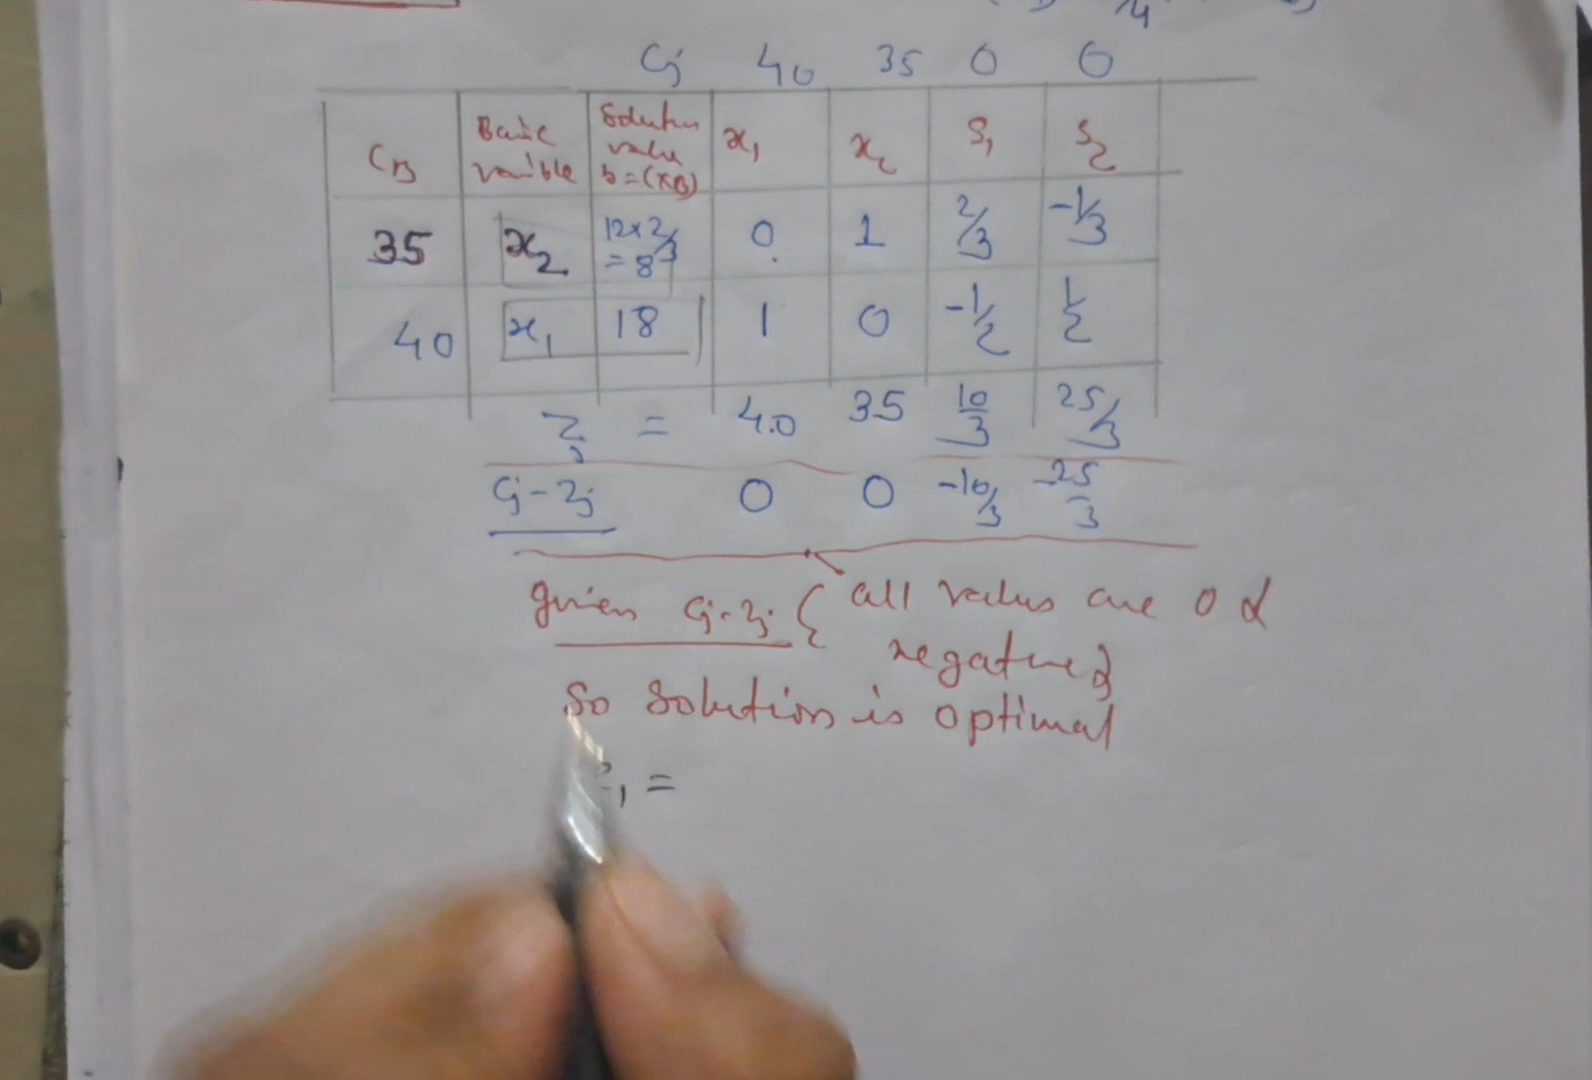 Cj 40 35 0 0
CB Basic variable Solution value b=(XB) x1 x2 S1 S2
35 x2 12×2/3 =8 0 1 2/3 -1/3
40 x1 18 1 0 -1/2 1/2
Zj = 40 35 10/3 25/3
Cj-Zj 0 0 -10/3 -25/3
given Cj-Zj { all values are 0 &
negative }
So Solution is optimal
1 =